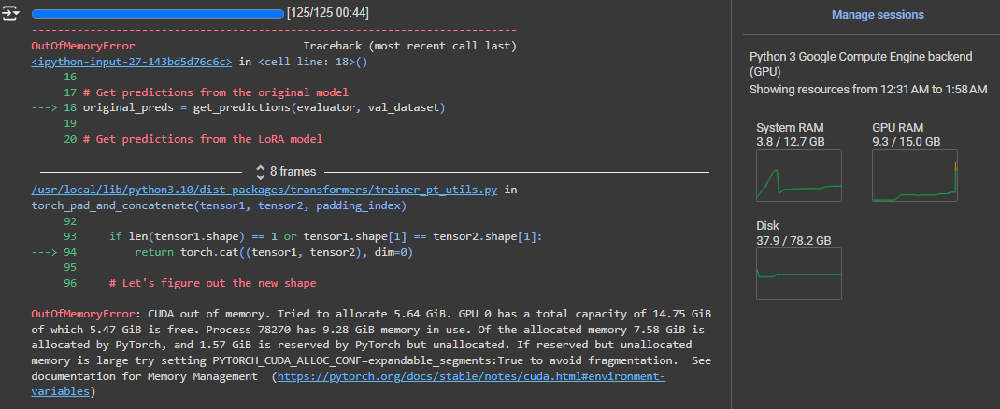 [125/125 00:44]
---------------------------------------------------------------------------
OutOfMemoryError                          Traceback (most recent call last)
<ipython-input-27-143bd5d76c6c> in <cell line: 18>()
     16
     17 # Get predictions from the original model
---> 18 original_preds = get_predictions(evaluator, val_dataset)
     19
     20 # Get predictions from the LoRA model
8 frames
/usr/local/lib/python3.10/dist-packages/transformers/trainer_pt_utils.py in
torch_pad_and_concatenate(tensor1, tensor2, padding_index)
     92
     93     if len(tensor1.shape) == 1 or tensor1.shape[1] == tensor2.shape[1]:
---> 94         return torch.cat((tensor1, tensor2), dim=0)
     95
     96     # Let's figure out the new shape
OutOfMemoryError: CUDA out of memory. Tried to allocate 5.64 GiB. GPU 0 has a total capacity of 14.75 GiB
of which 5.47 GiB is free. Process 78270 has 9.28 GiB memory in use. Of the allocated memory 7.58 GiB is
allocated by PyTorch, and 1.57 GiB is reserved by PyTorch but unallocated. If reserved but unallocated
memory is large try setting PYTORCH_CUDA_ALLOC_CONF=expandable_segments:True to avoid fragmentation.  See
documentation for Memory Management  (https://pytorch.org/docs/stable/notes/cuda.html#environment-
variables)
Manage sessions
Python 3 Google Compute Engine backend
(GPU)
Showing resources from 12:31 AM to 1:58 AM
System RAM
3.8 / 12.7 GB
GPU RAM
9.3 / 15.0 GB
Disk
37.9 / 78.2 GB